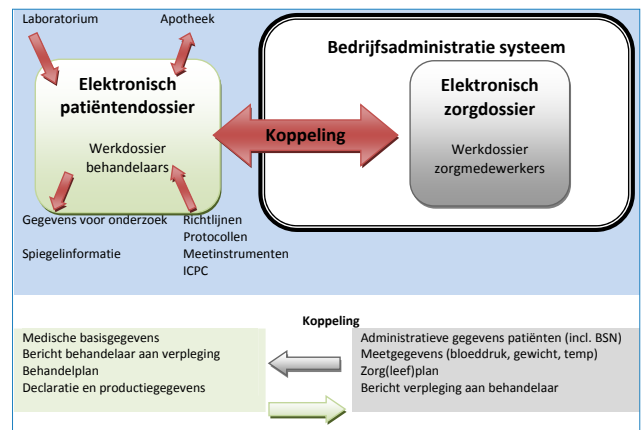 Laboratorium
Apotheek
Bedrijfsadministratie systeem
Elektronisch
patiëntendossier
Werkdossier
behandelaars
Koppeling
Elektronisch
zorgdossier
Werkdossier
zorgmedewerkers
Gegevens voor onderzoek
Spiegelinformatie
Richtlijnen
Protocollen
Meetinstrumenten
ICPC
Koppeling
Medische basisgegevens
Bericht behandelaar aan verpleging
Behandelplan
Declaratie en productiegegevens
Administratieve gegevens patiënten (incl. BSN)
Meetgegevens (bloeddruk, gewicht, temp)
Zorg(leef)plan
Bericht verpleging aan behandelaar